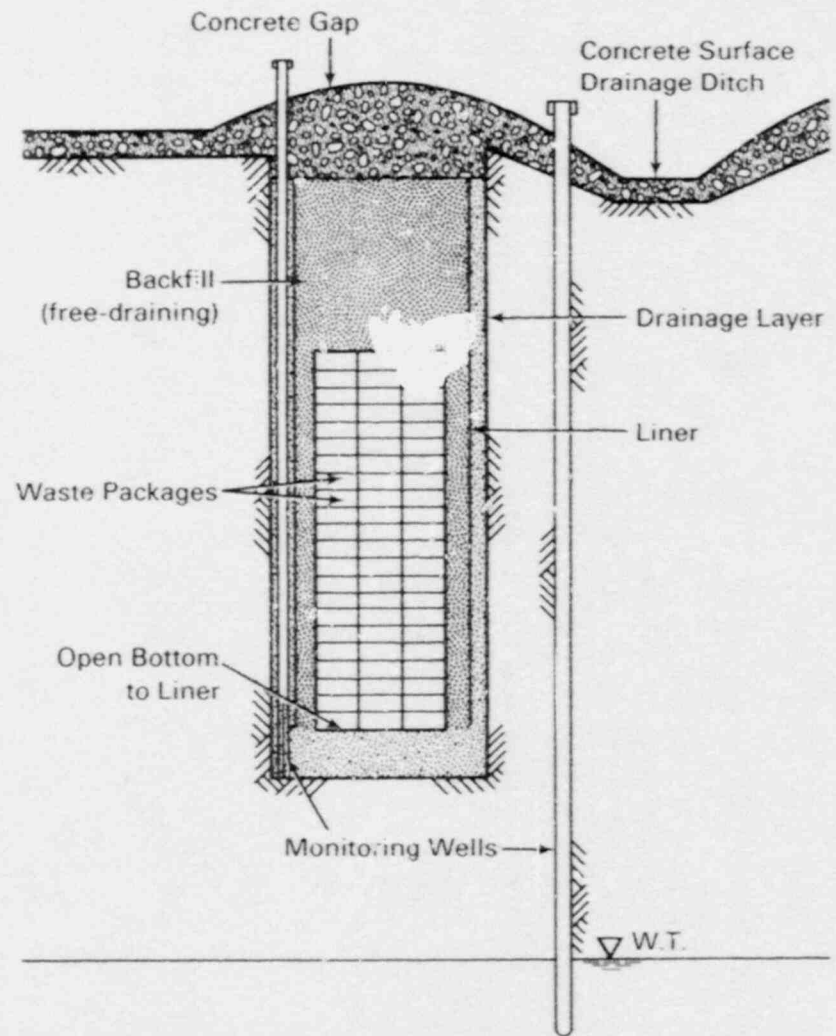 Concrete Gap
Concrete Surface
Drainage Ditch
Backfill
(free-draining)
Drainage Layer
Liner
Waste Packages
Open Bottom
to Liner
Monitoring Wells
W.T.